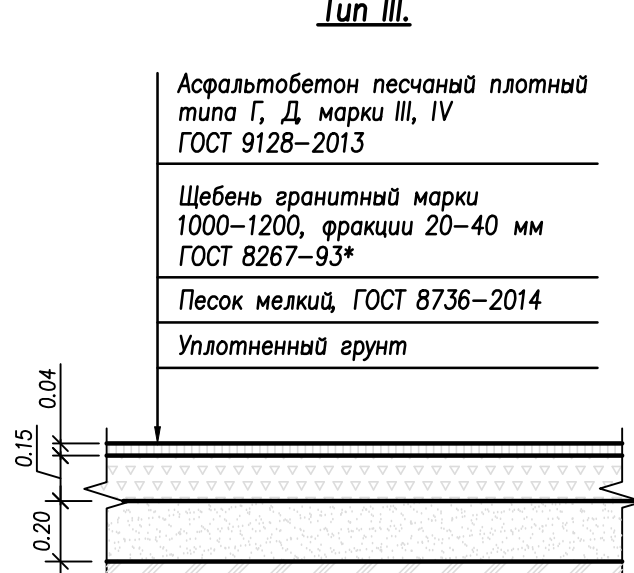 Тип III.
Асфальтобетон песчаный плотный
типа Г, Д, марки III, IV
ГОСТ 9128-2013
Щебень гранитный марки
1000-1200, фракции 20-40 мм
ГОСТ 8267-93*
Песок мелкий, ГОСТ 8736-2014
Уплотненный грунт
0.04
0.15
0.20